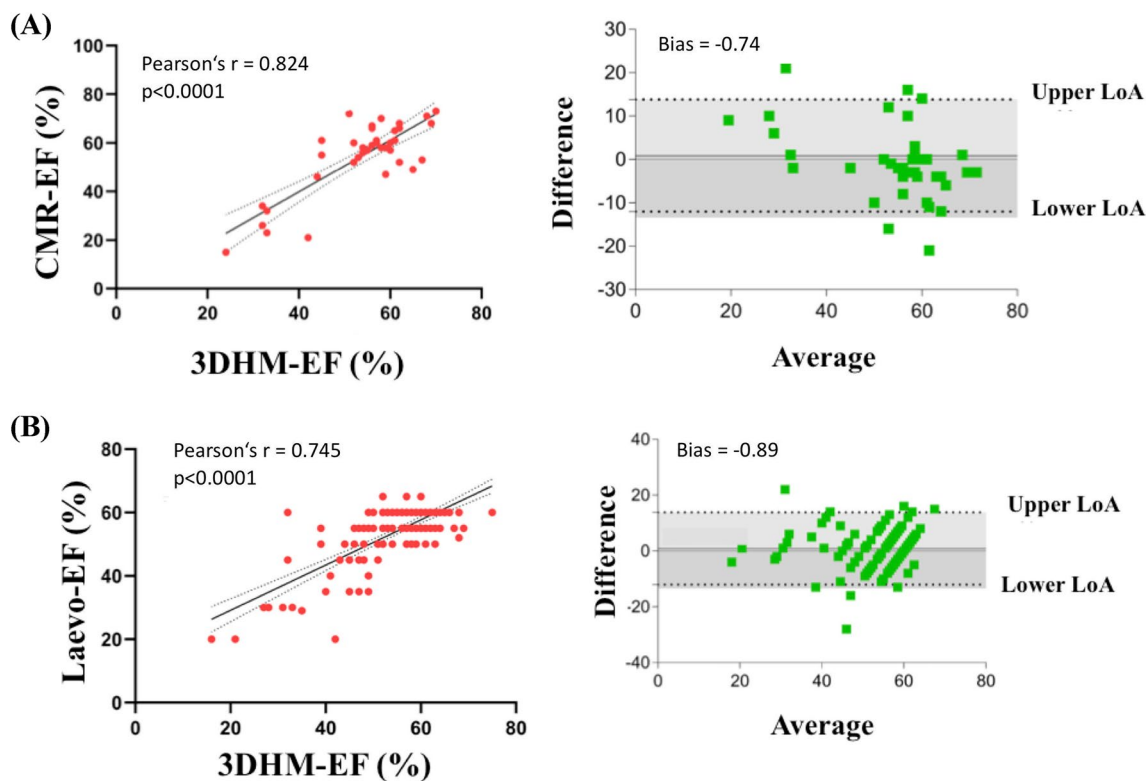 (A)
Pearson‘s r = 0.824
p<0.0001
CMR-EF (%)
100
80
60
40
20
0
0 20 40 60 80
3DHM-EF (%)
Bias = -0.74
Difference
30
20
10
0
-10
-20
-30
0 20 40 60 80
Average
Upper LoA
Lower LoA
(B)
Pearson‘s r = 0.745
p<0.0001
Laevo-EF (%)
80
60
40
20
0
0 20 40 60 80
3DHM-EF (%)
Bias = -0.89
Difference
40
20
0
-20
-40
0 20 40 60 80
Average
Upper LoA
Lower LoA